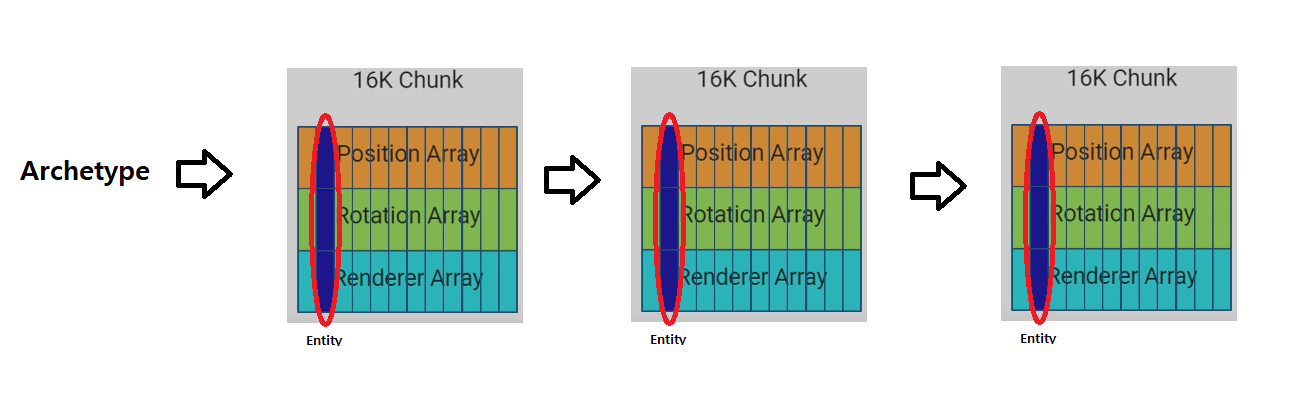 Archetype
16K Chunk
Position Array
Rotation Array
Renderer Array
Entity
16K Chunk
Position Array
Rotation Array
Renderer Array
Entity
16K Chunk
Position Array
Rotation Array
Renderer Array
Entity